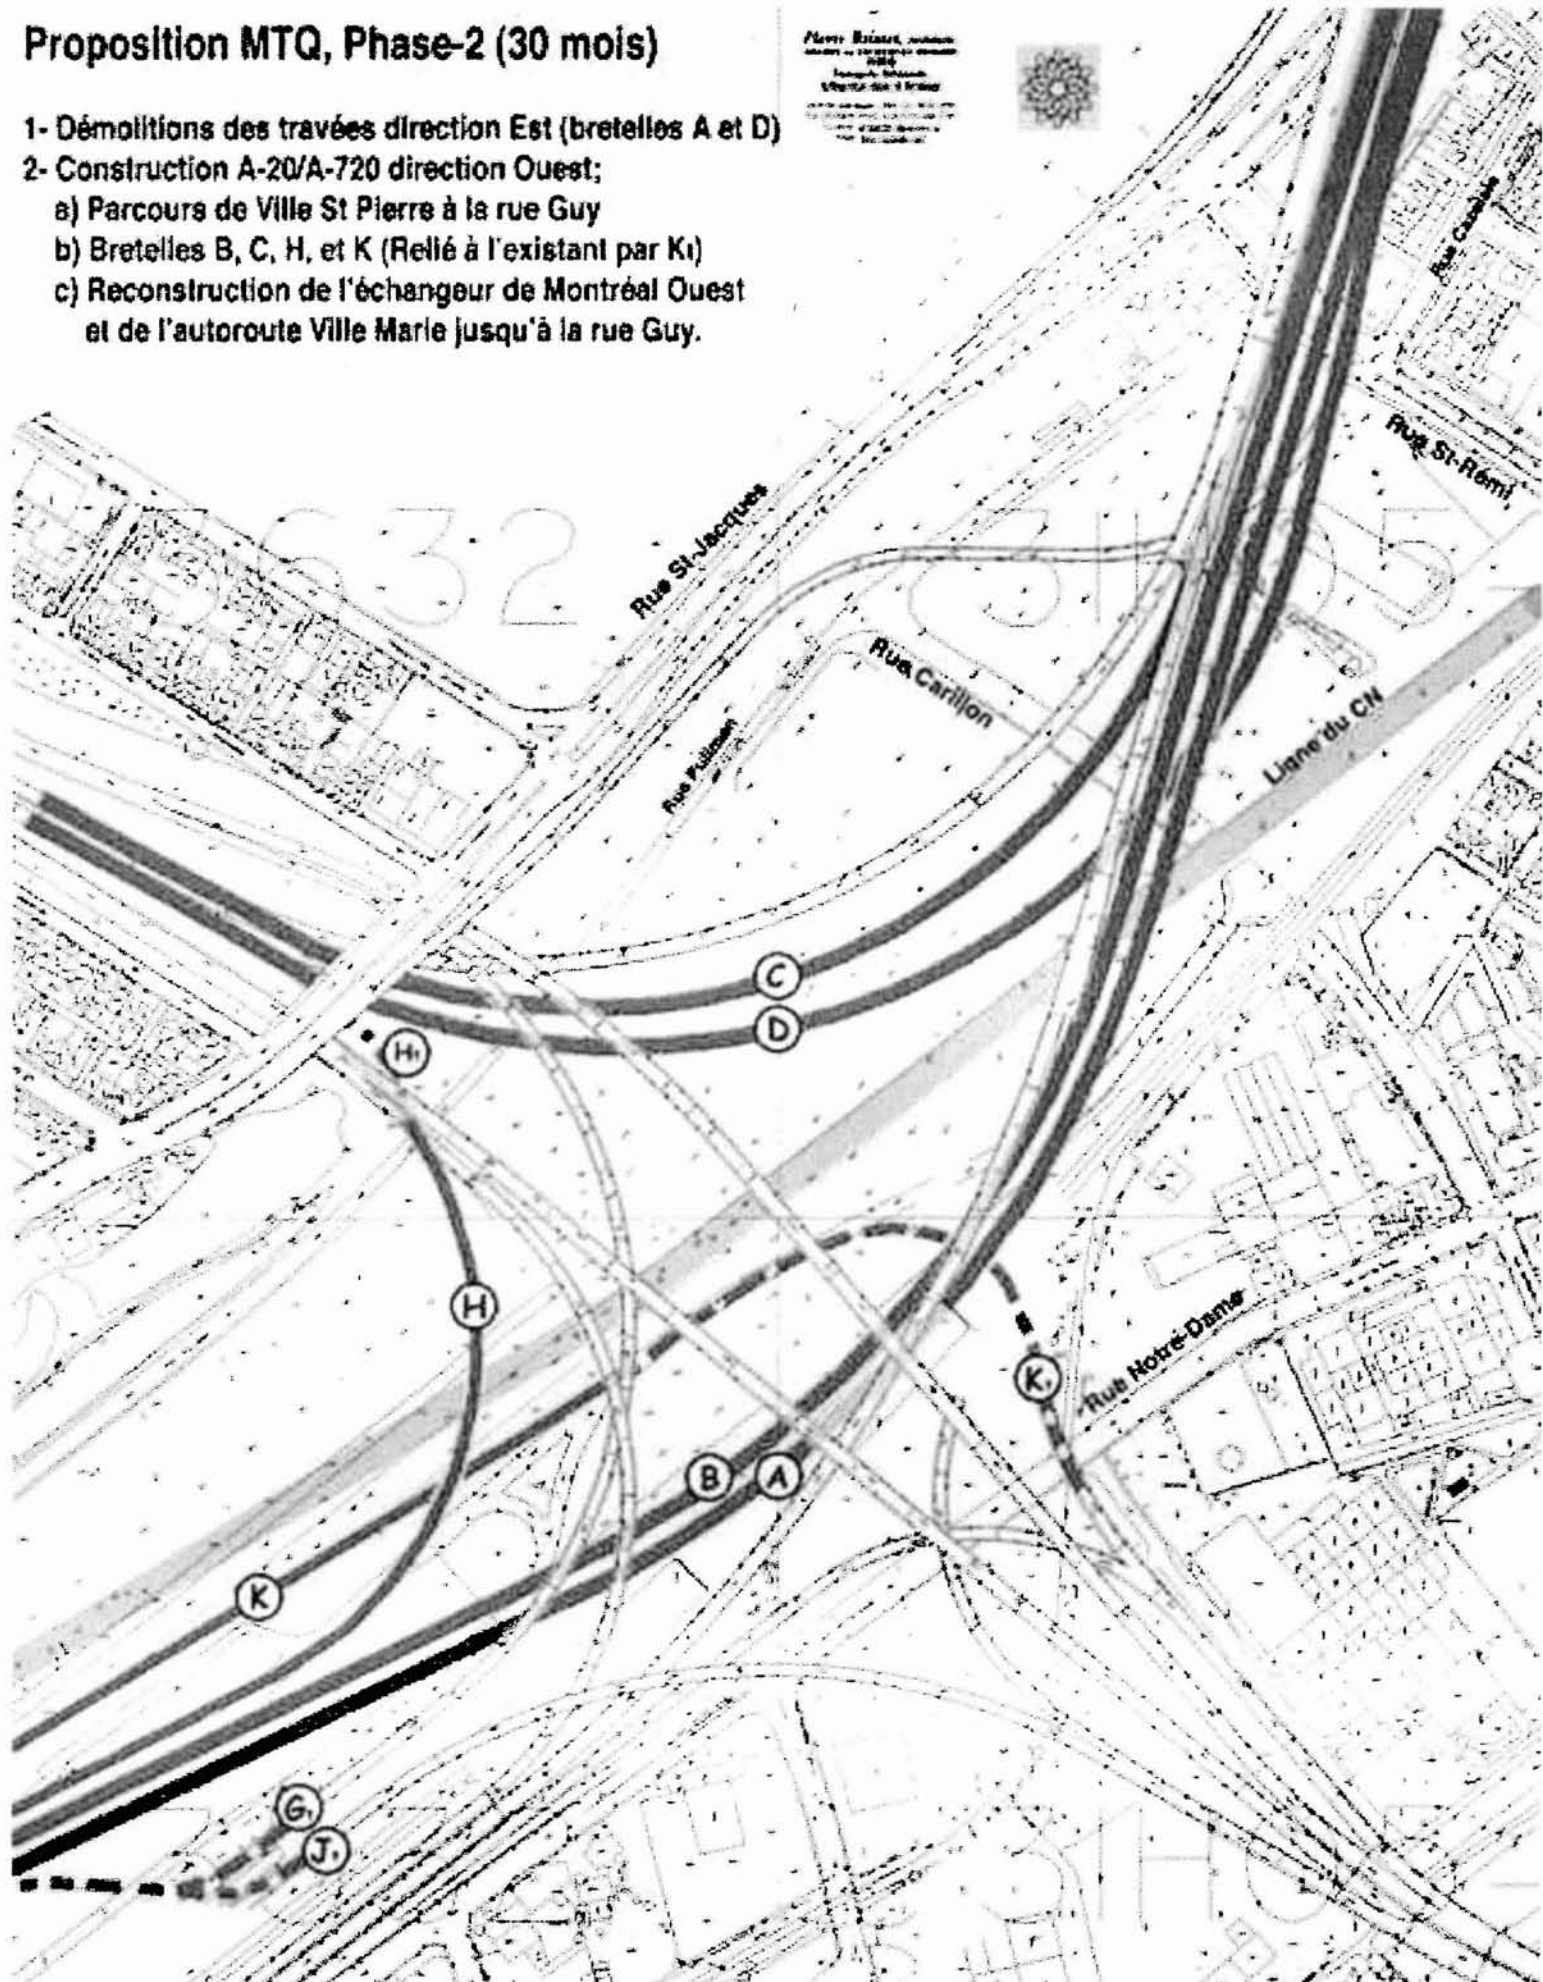 Proposition MTQ, Phase-2 (30 mois)
1- Démolitions des travées direction Est (bretelles A et D)
2- Construction A-20/A-720 direction Ouest;
a) Parcours de Ville St Pierre à la rue Guy
b) Bretelles B, C, H, et K (Relié à l'existant par K1)
c) Reconstruction de l'échangeur de Montréal Ouest
et de l'autoroute Ville Marie jusqu'à la rue Guy.
Rue Cazelais
Rue St-Rémi
Rue St-Jacques
Rue Carillon
Rue Pullman
Ligne du CN
C
D
H1
H
K1
Rue Notre-Dame
B
A
K
G1
J1